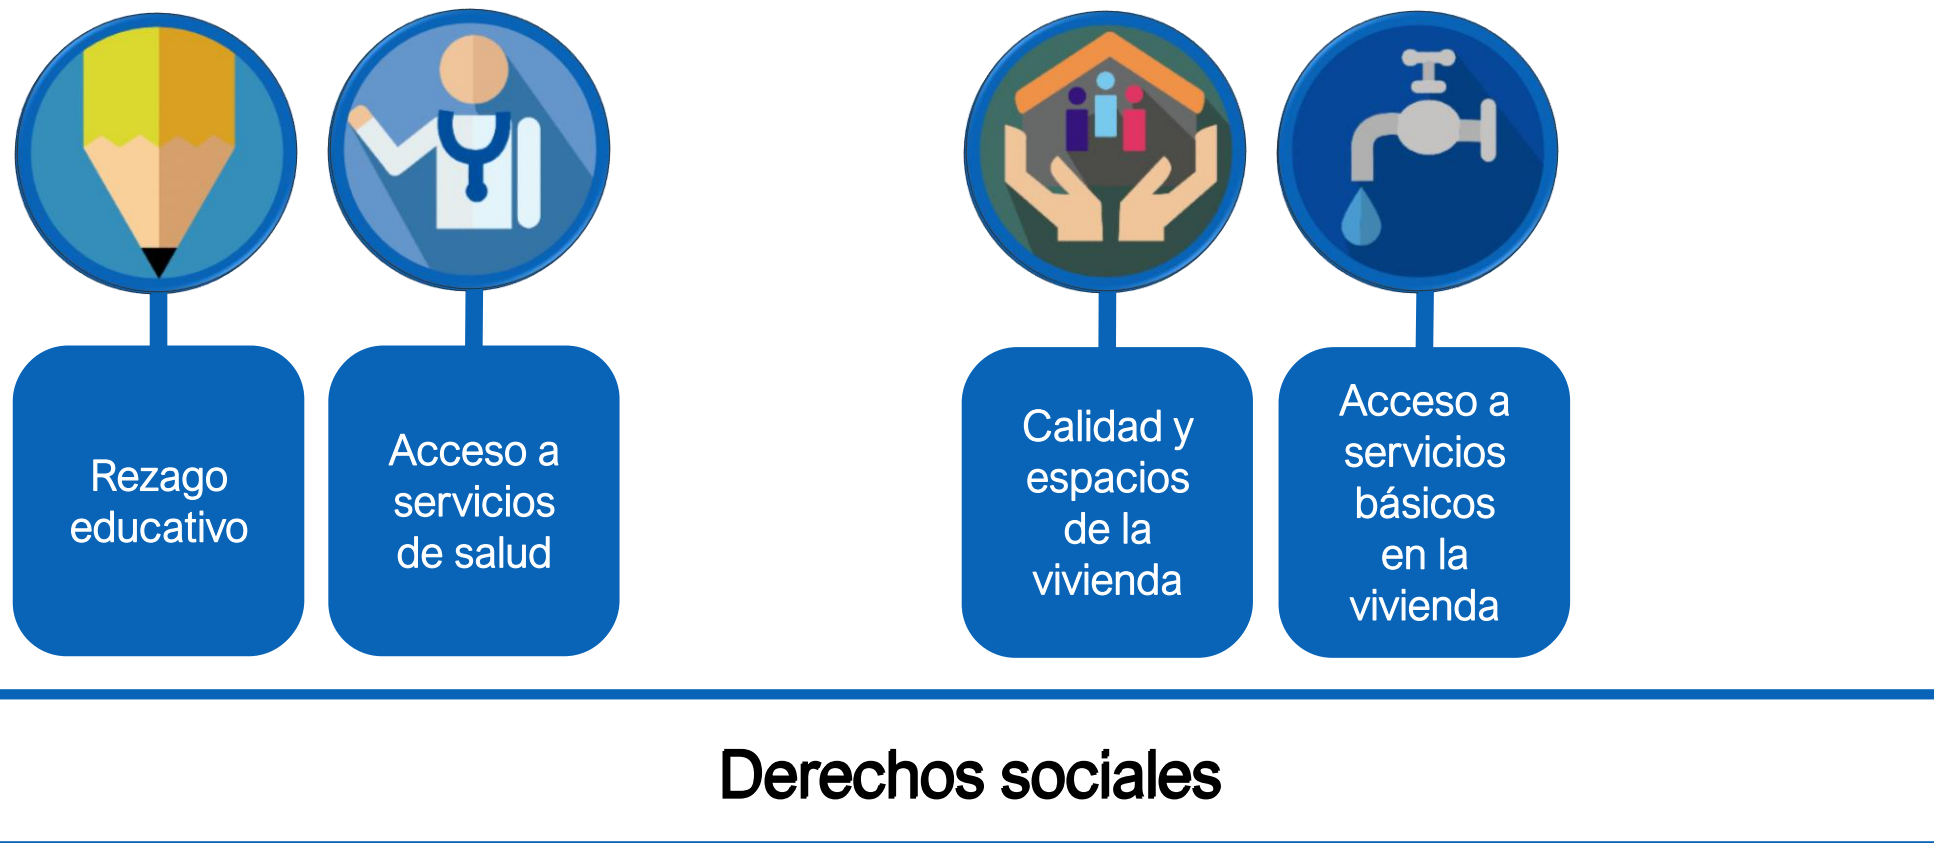 Rezago
educativo
Acceso a
servicios
de salud
Calidad y
espacios
de la
vivienda
Acceso a
servicios
básicos
en la
vivienda
Derechos sociales